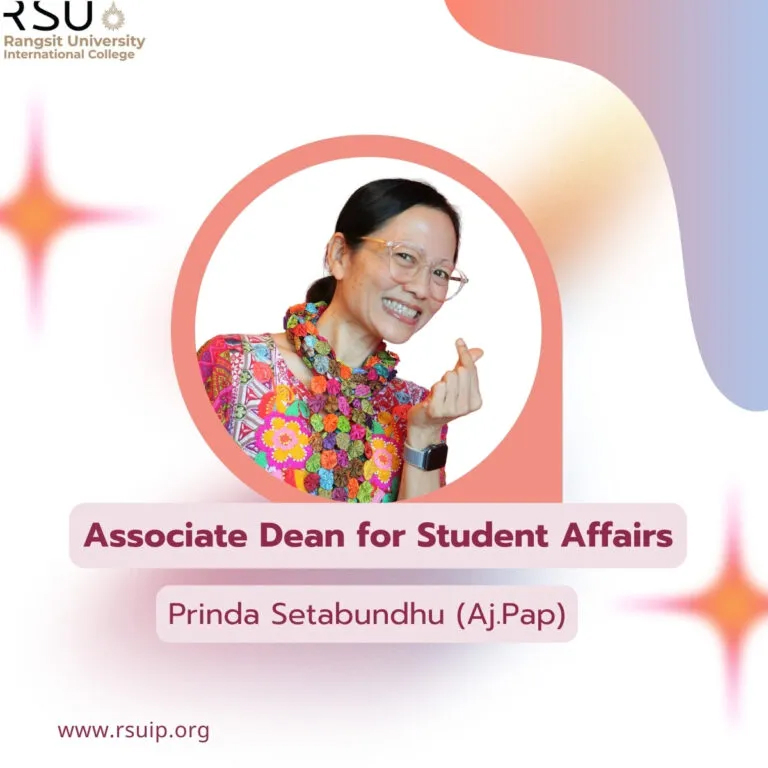 RSU
Rangsit University
International College
Associate Dean for Student Affairs
Prinda Setabundhu (Aj.Pap)
www.rsuip.org